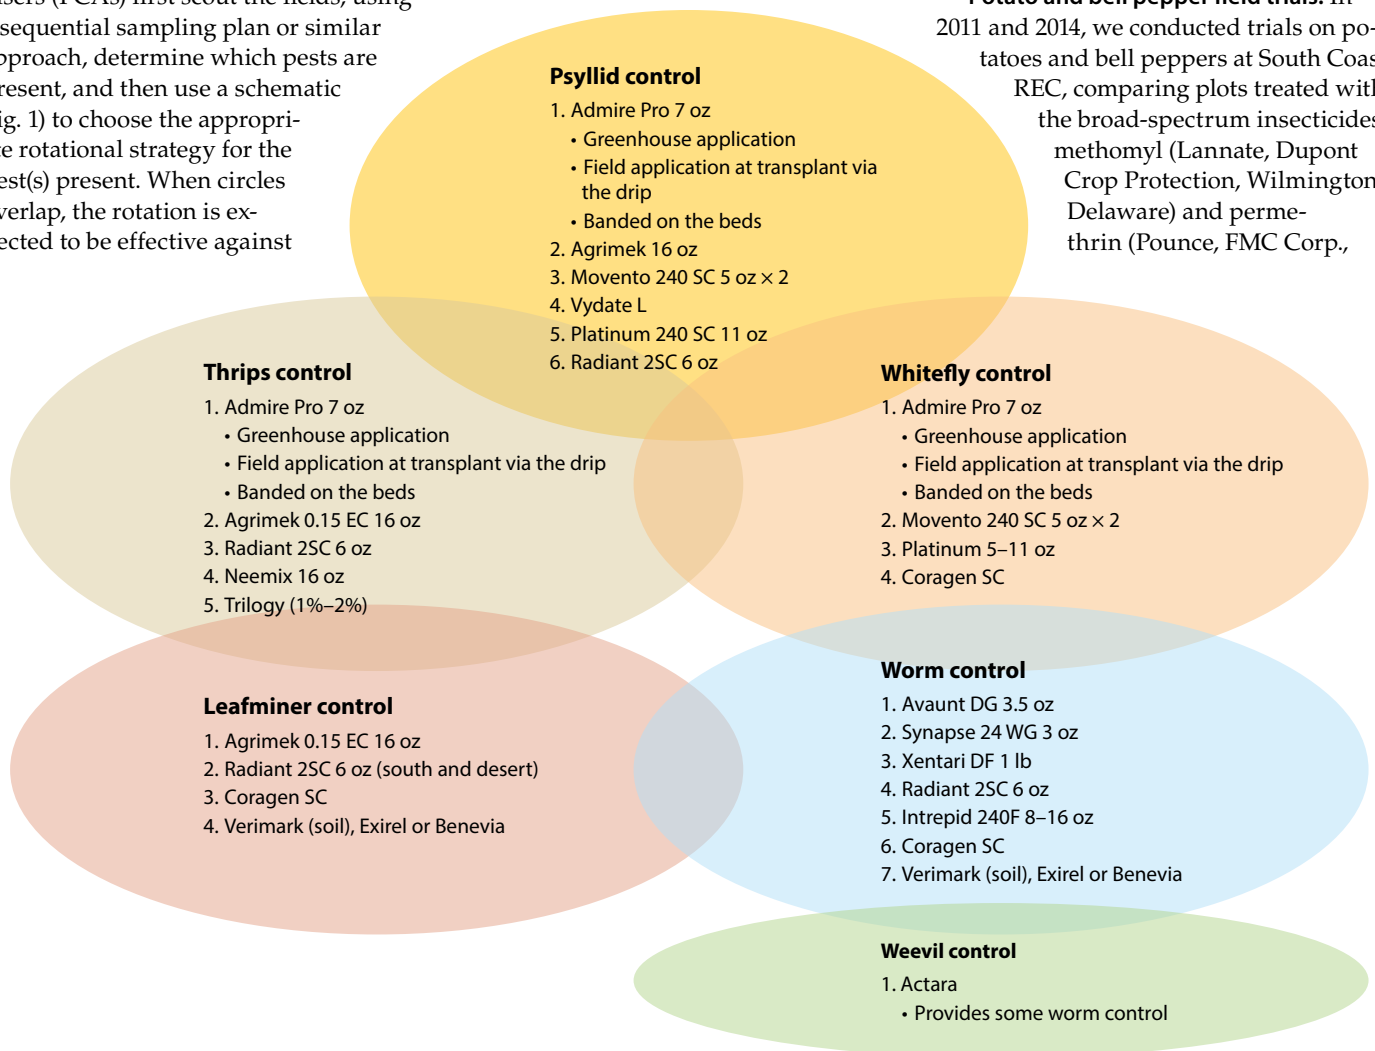 sequential sampling plan or similar
approach, determine which pests are
present, and then use a schematic
(Fig. 1) to choose the appropri-
rotational strategy for the
pest(s) present. When circles
overlap, the rotation is ex-
pected to be effective against
Potato and bell pepper field trials. In
2011 and 2014, we conducted trials on po-
tatoes and bell peppers at South Coas
REC, comparing plots treated with
the broad-spectrum insecticides
methomyl (Lannate, Dupont
Crop Protection, Wilmington
Delaware) and perme-
thrin (Pounce, FMC Corp.,
Psyllid control
1. Admire Pro 7 oz
• Greenhouse application
• Field application at transplant via
the drip
• Banded on the beds
2. Agrimek 16 oz
3. Movento 240 SC 5 oz × 2
4. Vydate L
5. Platinum 240 SC 11 oz
6. Radiant 2SC 6 oz
Thrips control
1. Admire Pro 7 oz
• Greenhouse application
• Field application at transplant via the drip
• Banded on the beds
2. Agrimek 0.15 EC 16 oz
3. Radiant 2SC 6 oz
4. Neemix 16 oz
5. Trilogy (1%–2%)
Whitefly control
1. Admire Pro 7 oz
• Greenhouse application
• Field application at transplant via the drip
• Banded on the beds
2. Movento 240 SC 5 oz × 2
3. Platinum 5–11 oz
4. Coragen SC
Leafminer control
1. Agrimek 0.15 EC 16 oz
2. Radiant 2SC 6 oz (south and desert)
3. Coragen SC
4. Verimark (soil), Exirel or Benevia
Worm control
1. Avaunt DG 3.5 oz
2. Synapse 24 WG 3 oz
3. Xentari DF 1 lb
4. Radiant 2SC 6 oz
5. Intrepid 240F 8–16 oz
6. Coragen SC
7. Verimark (soil), Exirel or Benevia
Weevil control
1. Actara
• Provides some worm control